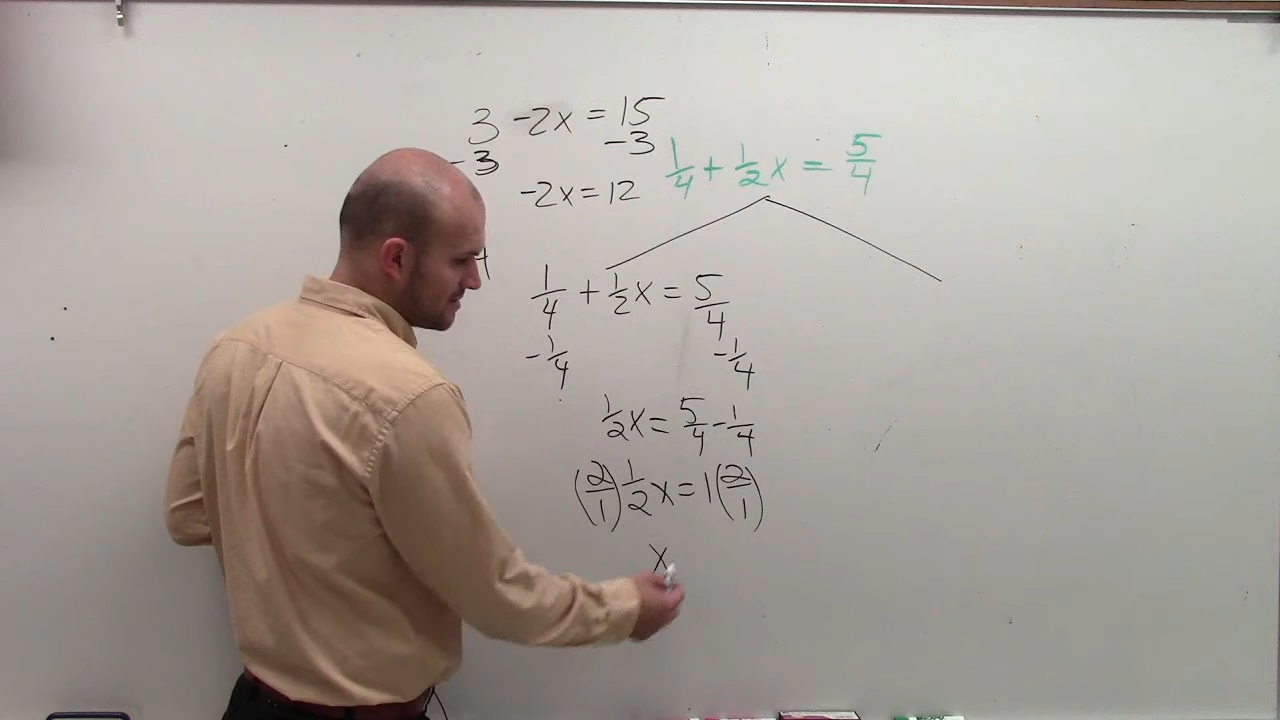 3 -2x = 15
-3 -3
-2x = 12
1/4 + 1/2x = 5/4
1/4 + 1/2x = 5/4
-1/4 -1/4
1/2x = 5/4 - 1/4
(2/1) 1/2x = 1(2/1)
x